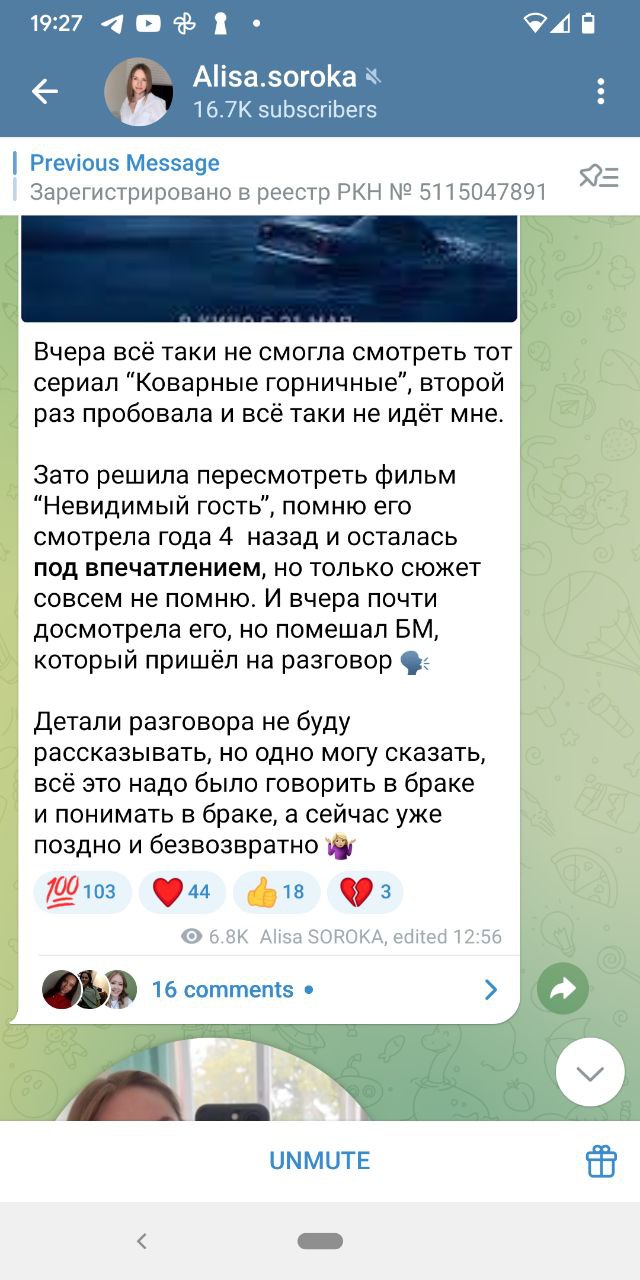 19:27
Alisa.soroka
16.7K subscribers
Previous Message
Зарегистрировано в реестр РКН № 5115047891
Вчера всё таки не смогла смотреть тот
сериал “Коварные горничные”, второй
раз пробовала и всё таки не идёт мне.
Зато решила пересмотреть фильм
“Невидимый гость”, помню его
смотрела года 4  назад и осталась
под впечатлением, но только сюжет
совсем не помню. И вчера почти
досмотрела его, но помешал БМ,
который пришёл на разговор 🗣
Детали разговора не буду
рассказывать, но одно могу сказать,
всё это надо было говорить в браке
и понимать в браке, а сейчас уже
поздно и безвозвратно 🤷🏼‍♀️
💯 103 ❤️ 44 👍 18 💔 3
6.8K Alisa SOROKA, edited 12:56
16 comments
UNMUTE